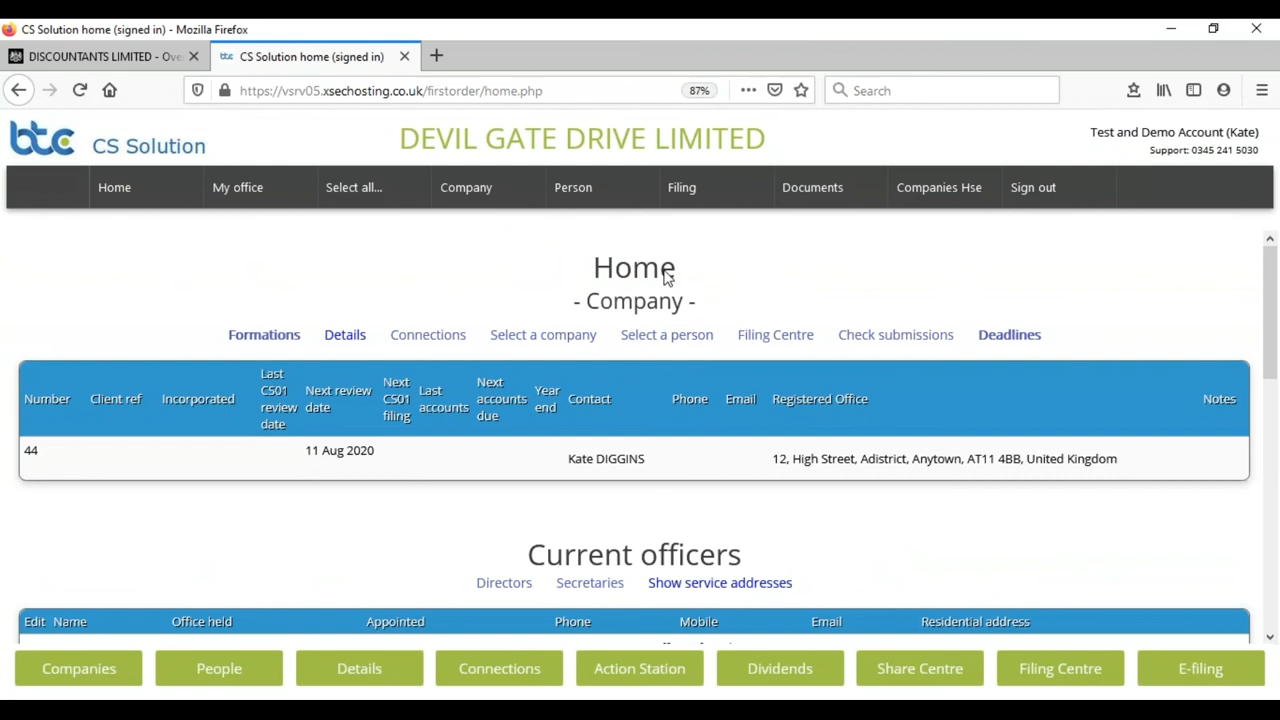 CS Solution home (signed in) - Mozilla Firefox
DISCOUNTANTS LIMITED - Ove
btc CS Solution home (signed in)
https://vsrv05.xsechosting.co.uk/firstorder/home.php
87%
Search
btc CS Solution
DEVIL GATE DRIVE LIMITED
Test and Demo Account (Kate)
Support: 0345 241 5030
Home My office Select all... Company Person Filing Documents Companies Hse Sign out
Home
- Company -
Formations Details Connections Select a company Select a person Filing Centre Check submissions Deadlines
Number Client ref Incorporated Last CS01 review date Next review date Next CS01 filing Last accounts Next accounts due Year end Contact Phone Email Registered Office Notes
44 11 Aug 2020 Kate DIGGINS 12, High Street, Adistrict, Anytown, AT11 4BB, United Kingdom
Current officers
Directors Secretaries Show service addresses
Edit Name Office held Appointed Phone Mobile Email Residential address
Companies People Details Connections Action Station Dividends Share Centre Filing Centre E-filing